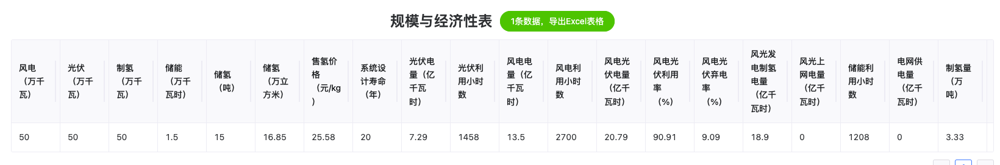 规模与经济性表
1条数据，导出Excel表格
风电
（万千
瓦）
光伏
（万千
瓦）
制氢
（万千
瓦）
储能
（万千
瓦时）
储氢
（吨）
储氢
（万立
方米）
售氢价
格
（元/kg
）
系统设
计寿命
（年）
光伏电
量（亿
千瓦
时）
光伏利
用小时
数
风电电
量（亿
千瓦
时）
风电利
用小时
数
风电光
伏电量
（亿千
瓦时）
风电光
伏利用
率
（%）
风电光
伏弃电
率
（%）
风光发
电制氢
电量
（亿千
瓦时）
风光上
网电量
（亿千
瓦时）
储能利
用小时
数
电网供
电量
（亿千
瓦时）
制氢量
（万
吨）
50 50 50 1.5 15 16.85 25.58 20 7.29 1458 13.5 2700 20.79 90.91 9.09 18.9 0 1208 0 3.33